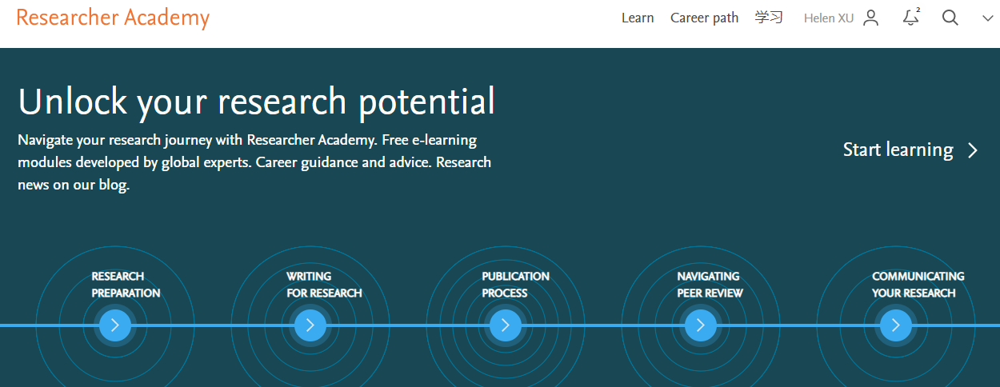 Researcher Academy
Learn Career path 学习 Helen XU 2
Unlock your research potential
Navigate your research journey with Researcher Academy. Free e-learning
modules developed by global experts. Career guidance and advice. Research
news on our blog.
Start learning
RESEARCH
PREPARATION
WRITING
FOR RESEARCH
PUBLICATION
PROCESS
NAVIGATING
PEER REVIEW
COMMUNICATING
YOUR RESEARCH